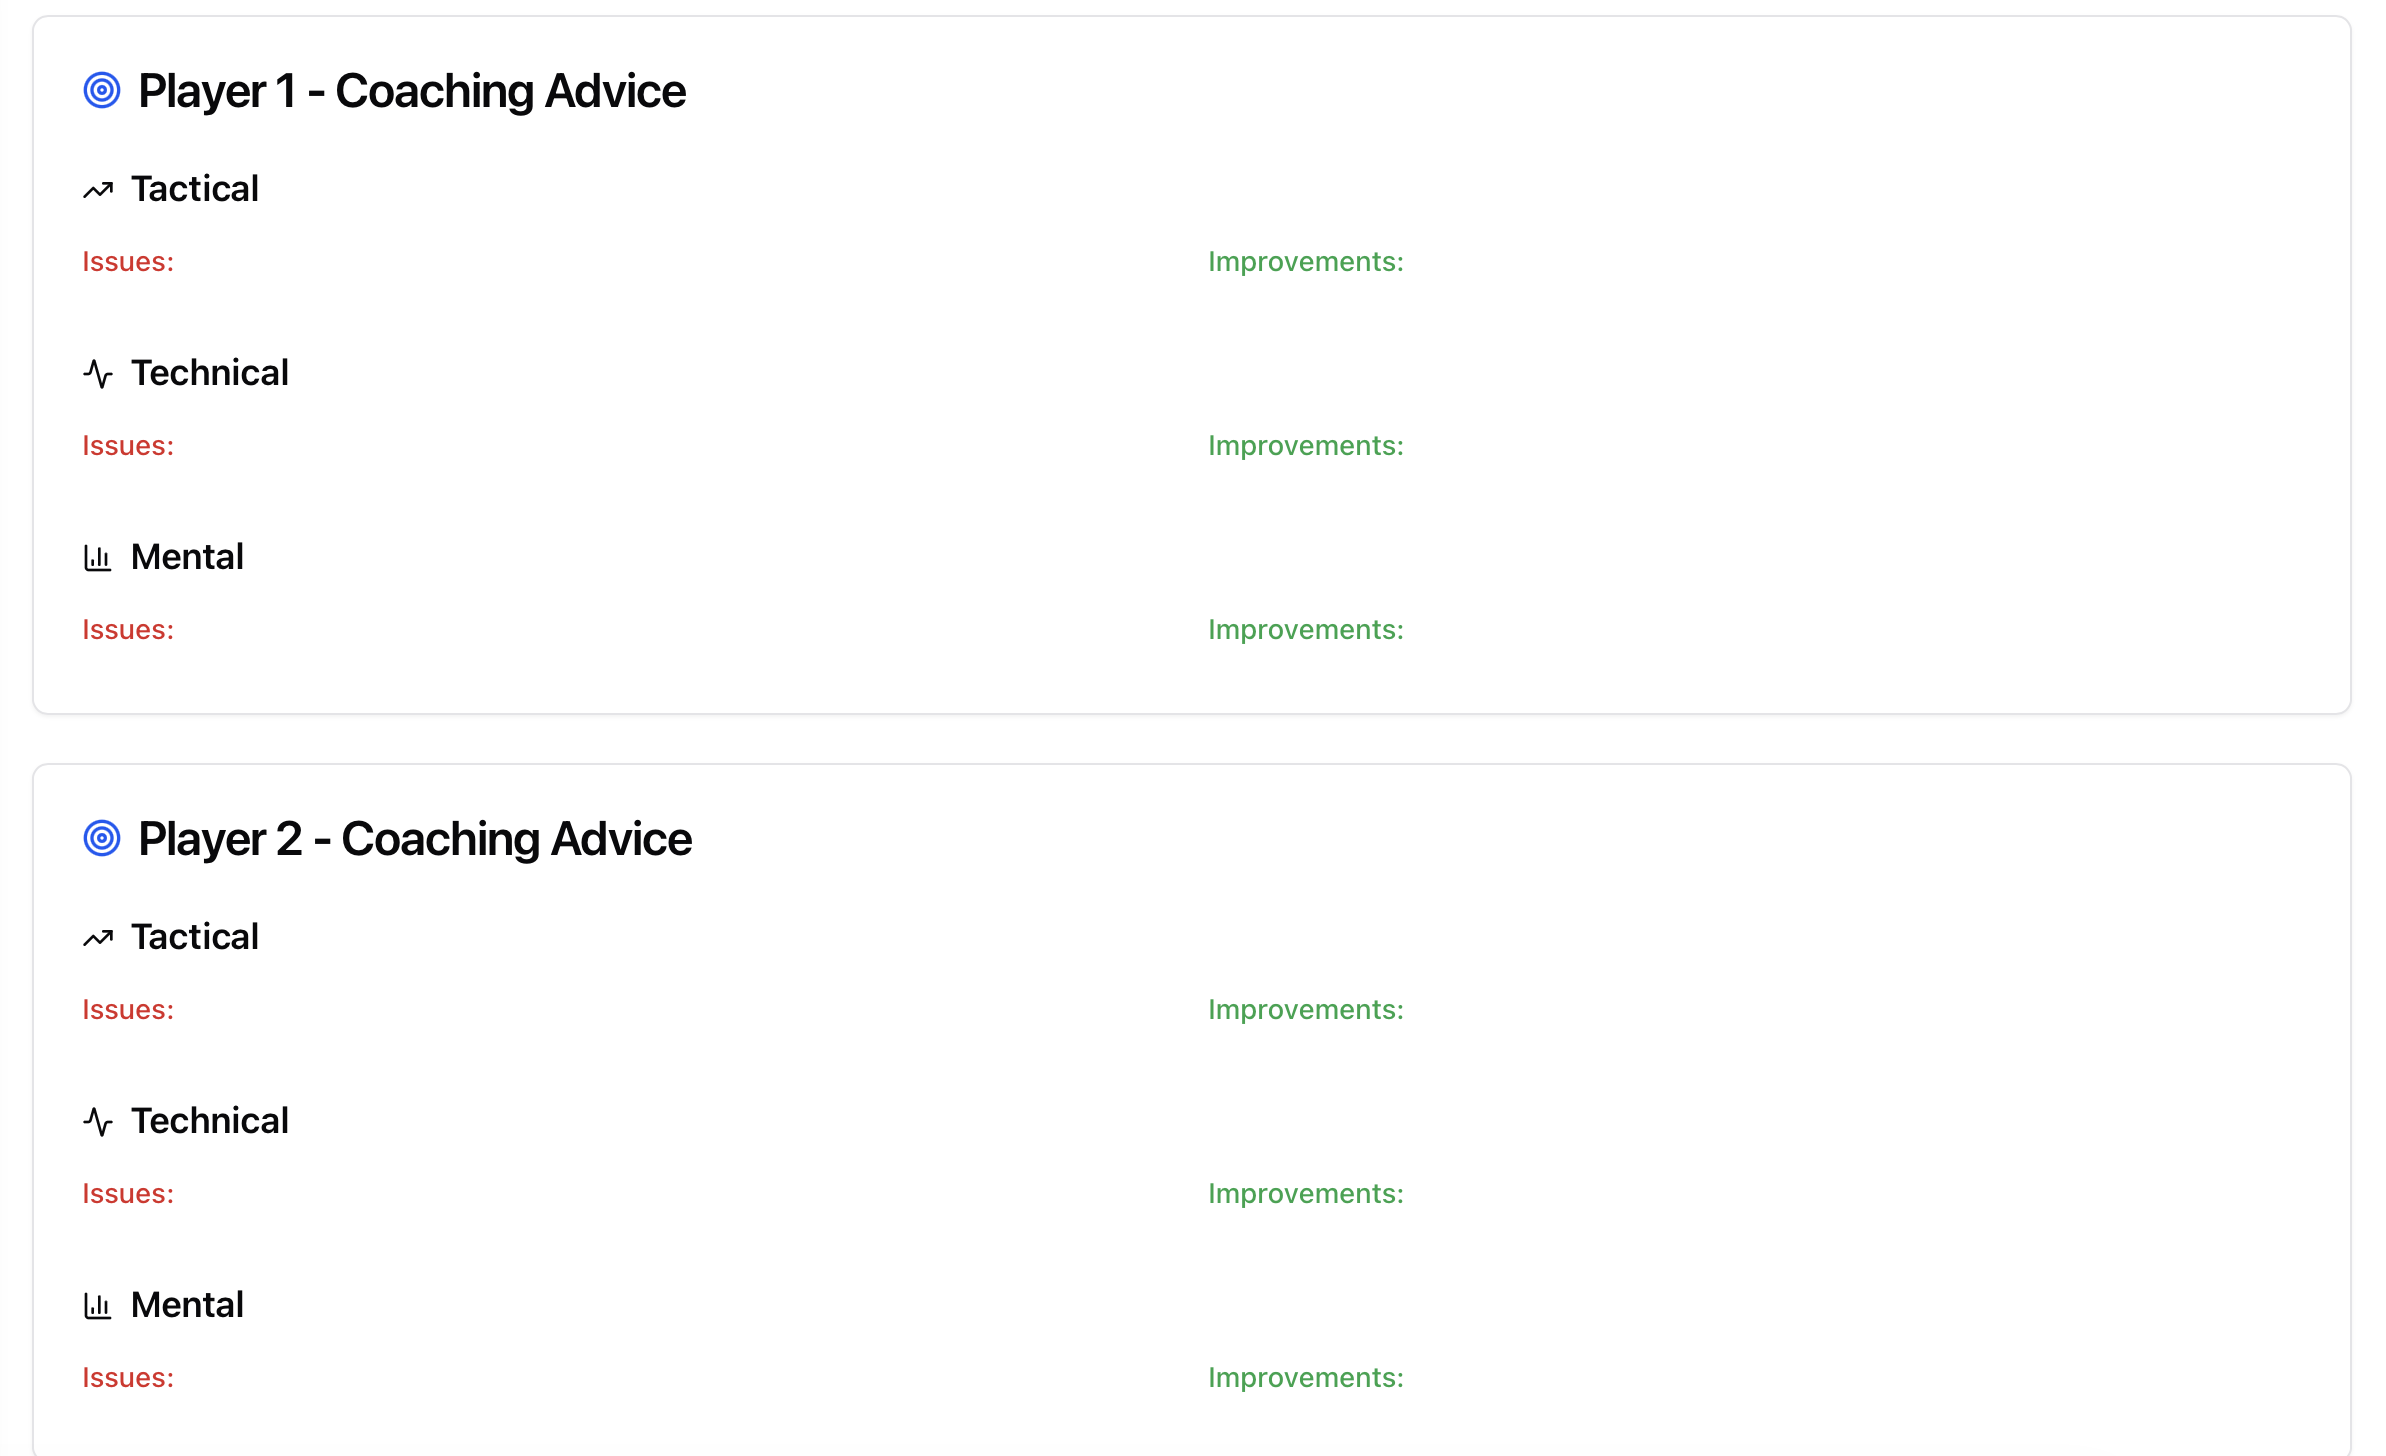 Player 1 - Coaching Advice
Tactical
Issues: Improvements:
Technical
Issues: Improvements:
Mental
Issues: Improvements:
Player 2 - Coaching Advice
Tactical
Issues: Improvements:
Technical
Issues: Improvements:
Mental
Issues: Improvements: